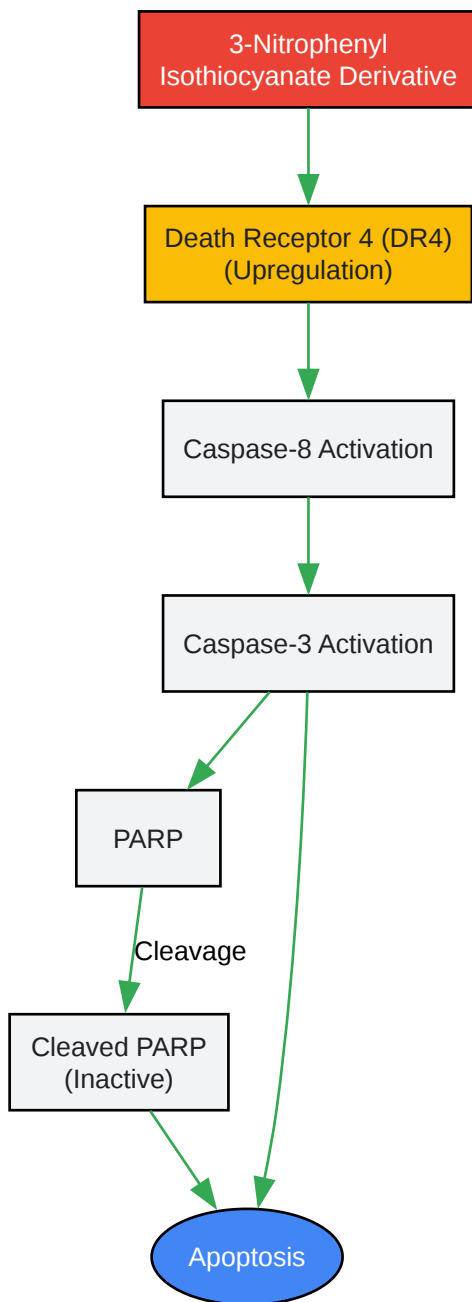 3-Nitrophenyl
Isothiocyanate Derivative
Death Receptor 4 (DR4)
(Upregulation)
Caspase-8 Activation
Caspase-3 Activation
PARP
Cleavage
Cleaved PARP
(Inactive)
Apoptosis